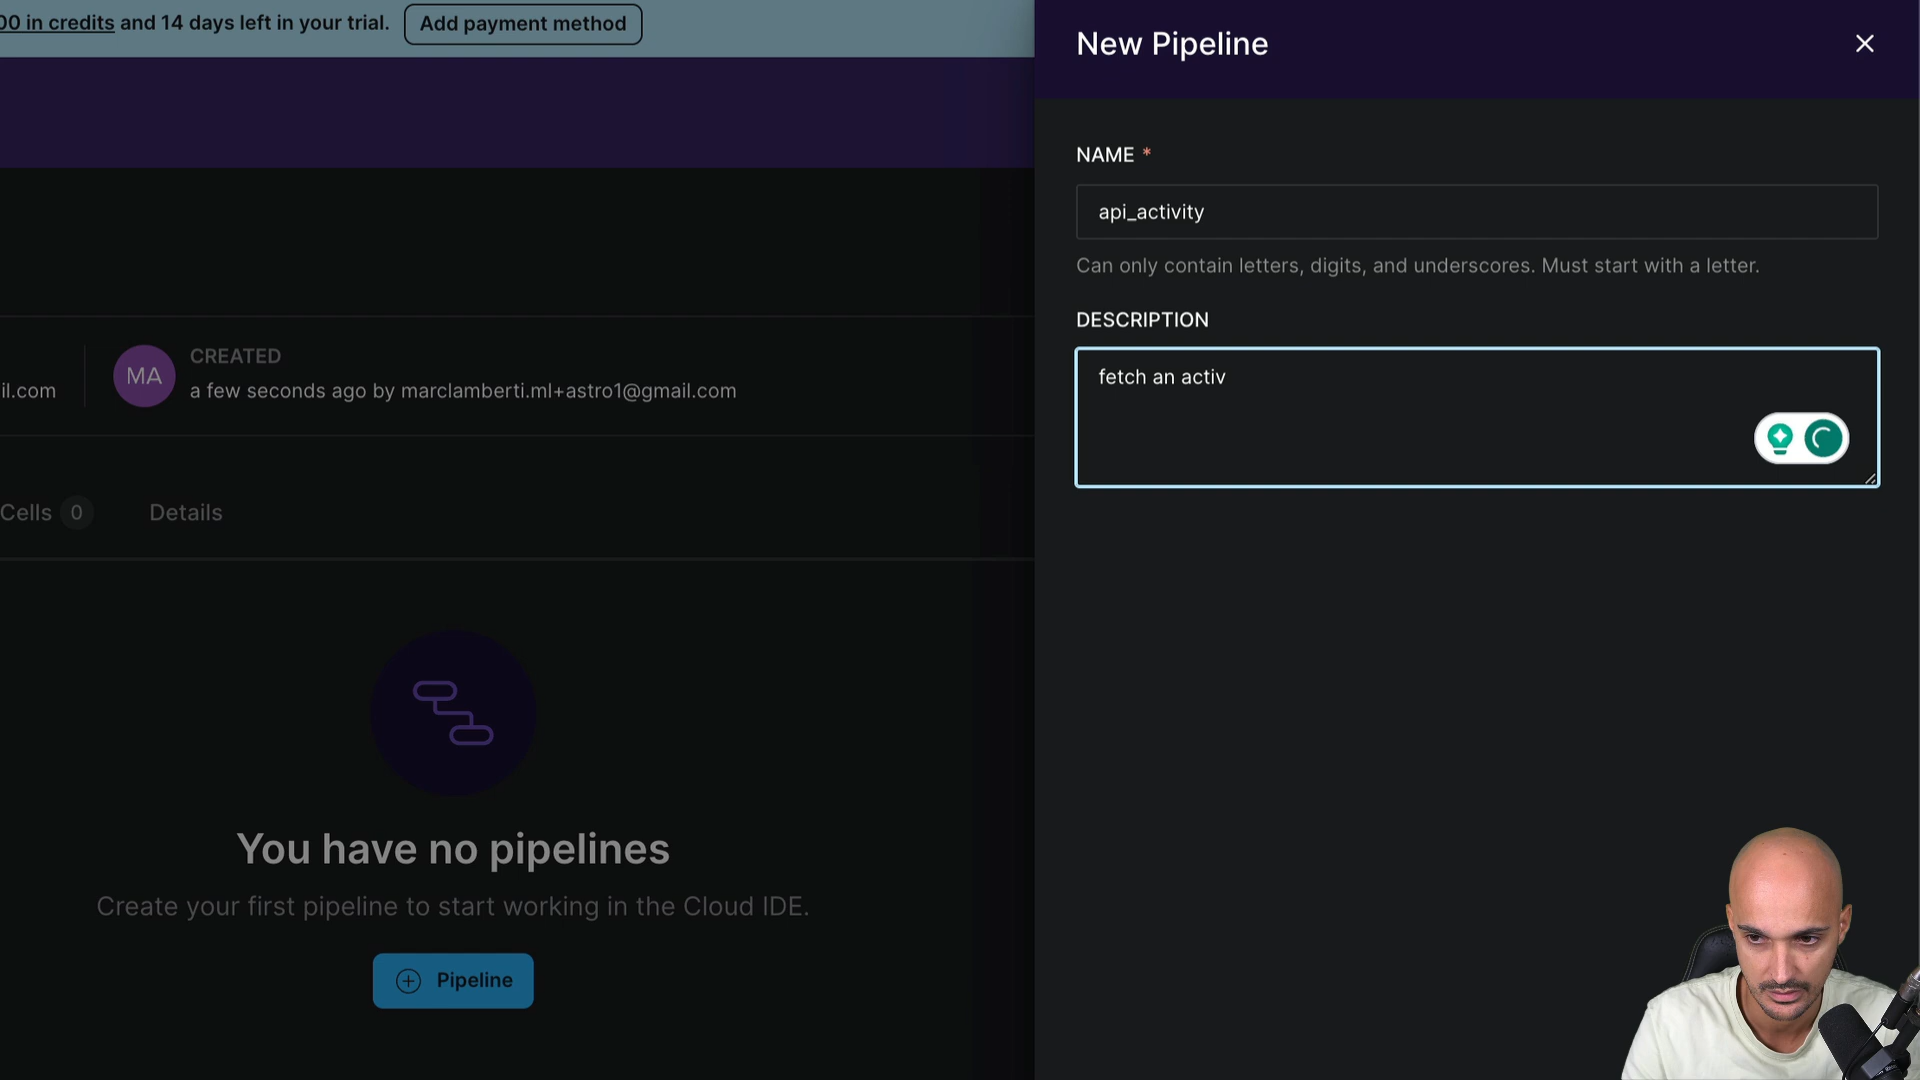 00 in credits and 14 days left in your trial.
Add payment method
New Pipeline
NAME *
api_activity
Can only contain letters, digits, and underscores. Must start with a letter.
DESCRIPTION
fetch an activ
il.com
MA
CREATED
a few seconds ago by marclamberti.ml+astro1@gmail.com
Cells 0
Details
You have no pipelines
Create your first pipeline to start working in the Cloud IDE.
Pipeline